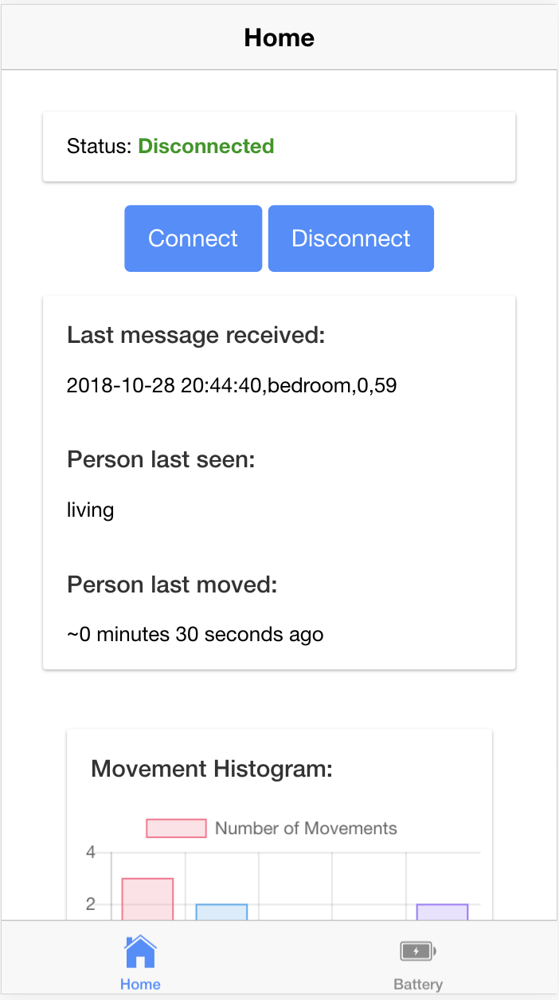 Home
Status: Disconnected
Connect Disconnect
Last message received:
2018-10-28 20:44:40,bedroom,0,59
Person last seen:
living
Person last moved:
~0 minutes 30 seconds ago
Movement Histogram:
Number of Movements
4
2
Home Battery